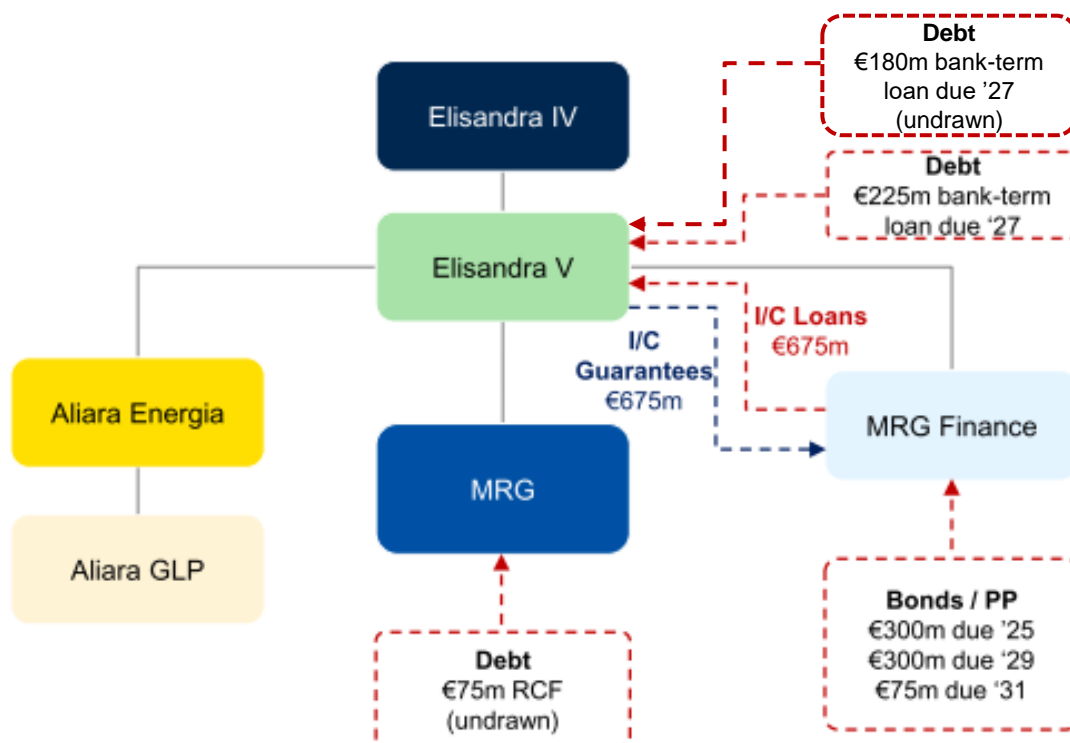 Debt
€180m bank-term
loan due ’27
(undrawn)
Elisandra IV
Debt
€225m bank-term
loan due ‘27
Elisandra V
I/C Loans
€675m
I/C
Guarantees
€675m
Aliara Energia
MRG Finance
MRG
Aliara GLP
Bonds / PP
€300m due ’25
€300m due ’29
€75m due ‘31
Debt
€75m RCF
(undrawn)